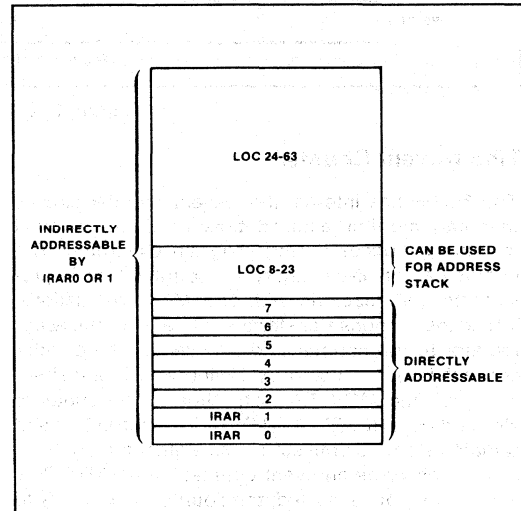 LOC 24-63
INDIRECTLY
ADDRESSABLE
BY
IRAR0 OR 1
LOC 8-23
CAN BE USED
FOR ADDRESS
STACK
7
6
5
4
3
2
IRAR 1
IRAR 0
DIRECTLY
ADDRESSABLE